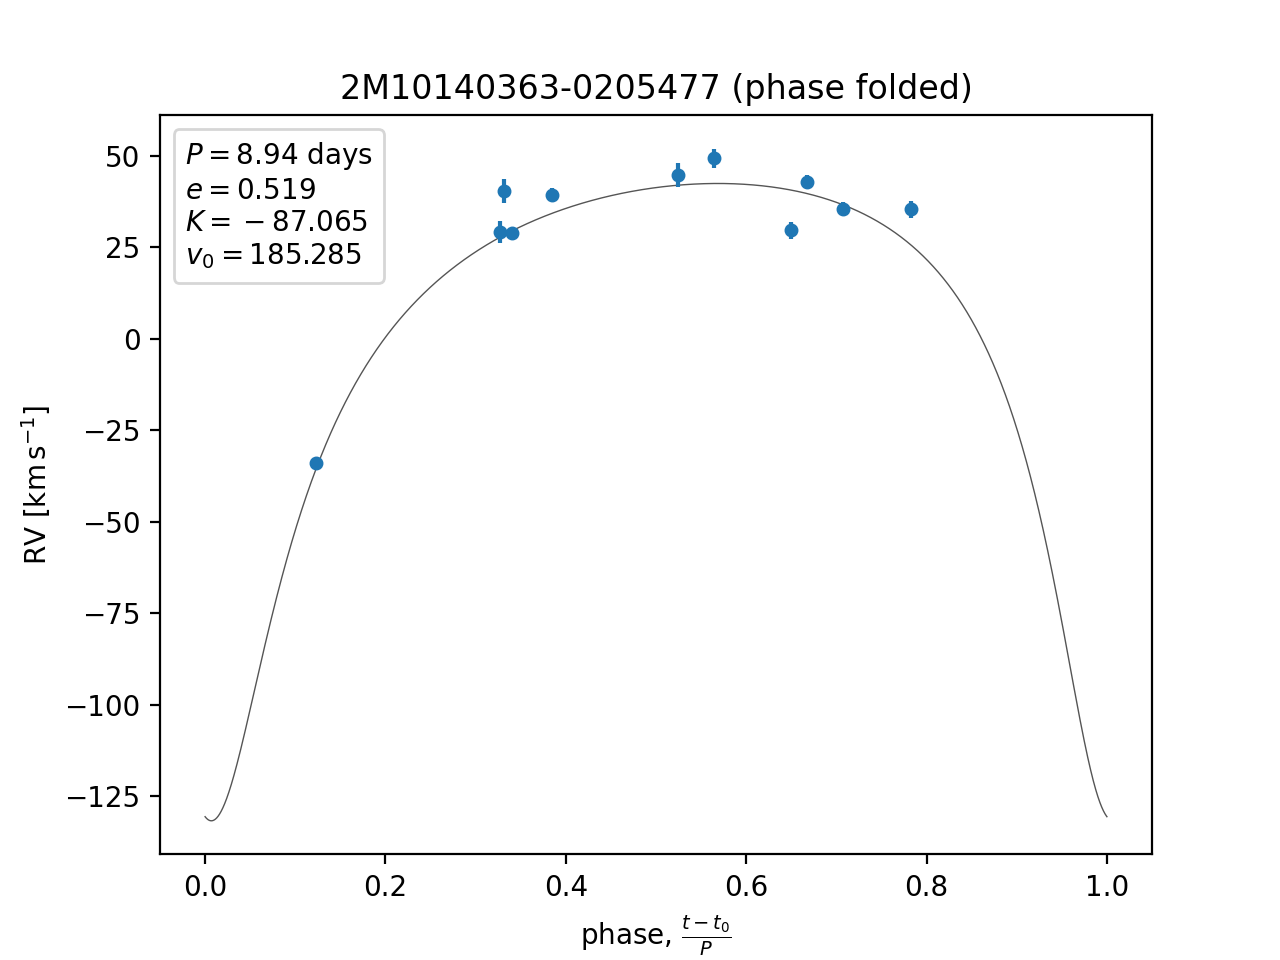 2M10140363-0205477 (phase folded)
P = 8.94 days
e = 0.519
K = −87.065
v₀ = 185.285
50
25
0
−25
−50
−75
−100
−125
RV [km s⁻¹]
0.0 0.2 0.4 0.6 0.8 1.0
phase, (t − t₀)/P